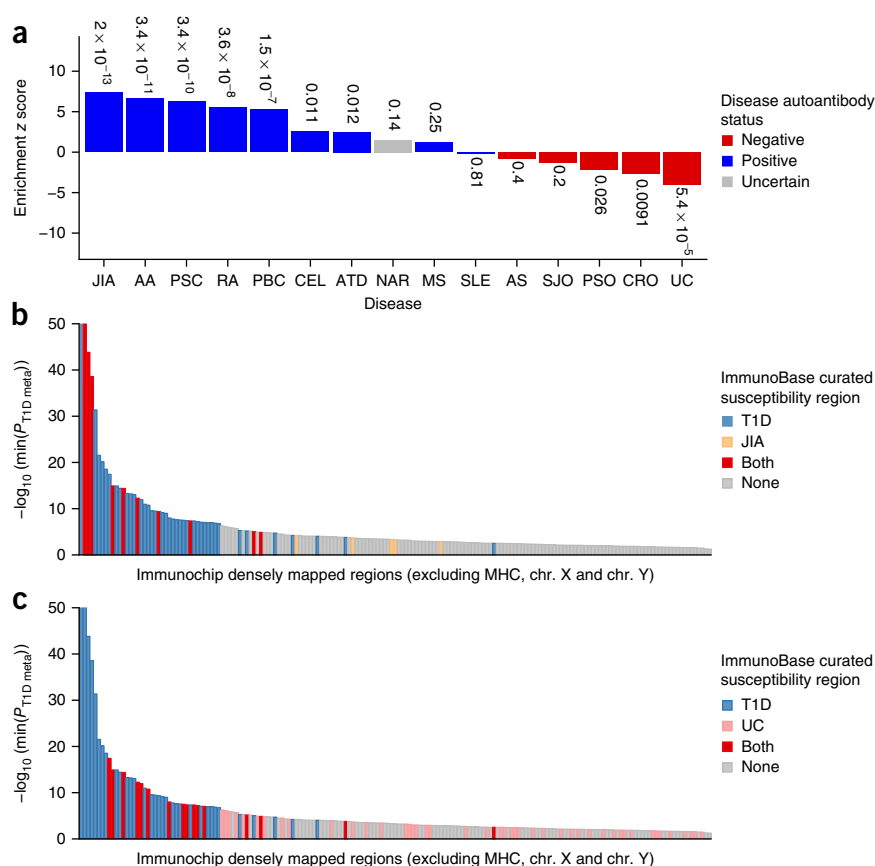 a
2 × 10⁻¹³
3.4 × 10⁻¹¹
3.4 × 10⁻¹⁰
3.6 × 10⁻⁸
1.5 × 10⁻⁷
0.011
0.012
0.14
0.25
0.81
0.4
0.2
0.026
0.0091
5.4 × 10⁻⁵
Enrichment z score
10
5
0
−5
−10
JIA AA PSC RA PBC CEL ATD NAR MS SLE AS SJO PSO CRO UC
Disease
Disease autoantibody
status
Negative
Positive
Uncertain
b
−log₁₀ (min(P T1D meta))
50
40
30
20
10
0
Immunochip densely mapped regions (excluding MHC, chr. X and chr. Y)
ImmunoBase curated
susceptibility region
T1D
JIA
Both
None
c
−log₁₀ (min(P T1D meta))
50
40
30
20
10
0
Immunochip densely mapped regions (excluding MHC, chr. X and chr. Y)
ImmunoBase curated
susceptibility region
T1D
UC
Both
None